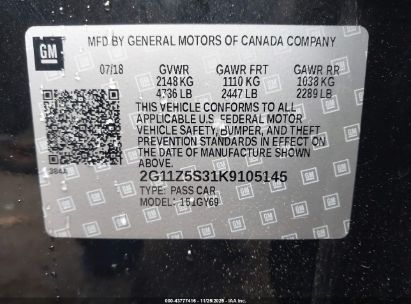 GM
MFD BY GENERAL MOTORS OF CANADA COMPANY
07/18 GVWR GAWR FRT GAWR RR
2148 KG 1110 KG 1038 KG
4736 LB 2447 LB 2289 LB
THIS VEHICLE CONFORMS TO ALL
APPLICABLE U.S. FEDERAL MOTOR
VEHICLE SAFETY, BUMPER, AND THEFT
PREVENTION STANDARDS IN EFFECT ON
THE DATE OF MANUFACTURE SHOWN ABOVE.
384A
2G11Z5S31K9105145
TYPE: PASS CAR
MODEL: 1S1GY69